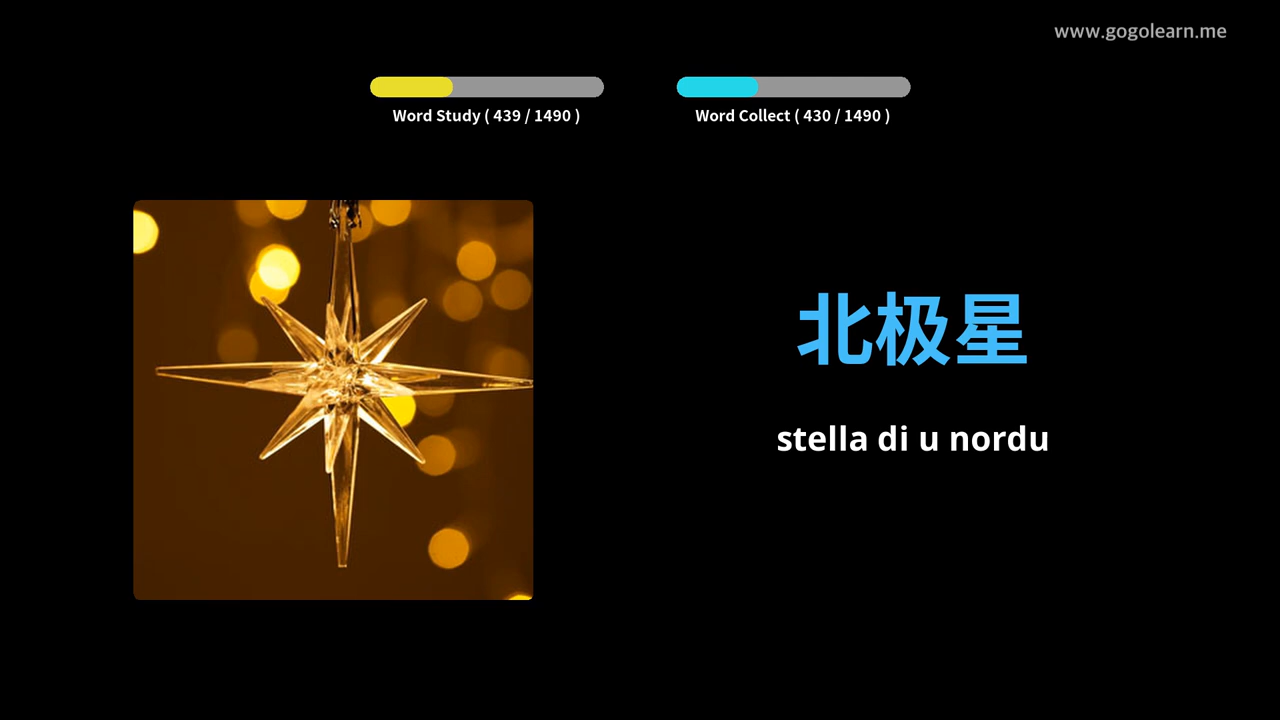 www.gogolearn.me
Word Study ( 439 / 1490 )
Word Collect ( 430 / 1490 )
北极星
stella di u nordu